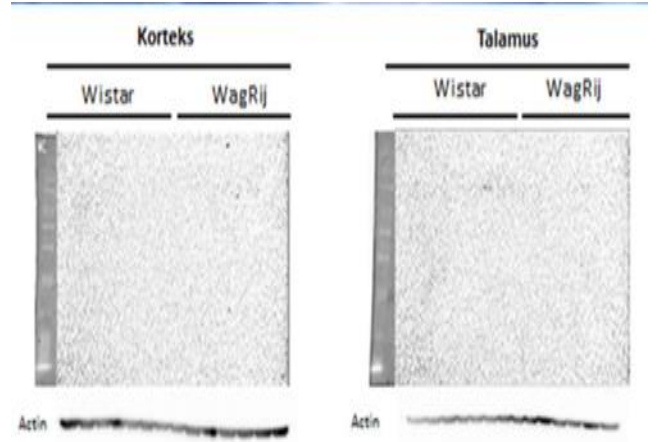 Korteks
Talamus
Wistar
WagRij
Wistar
WagRij
Actin
Actin